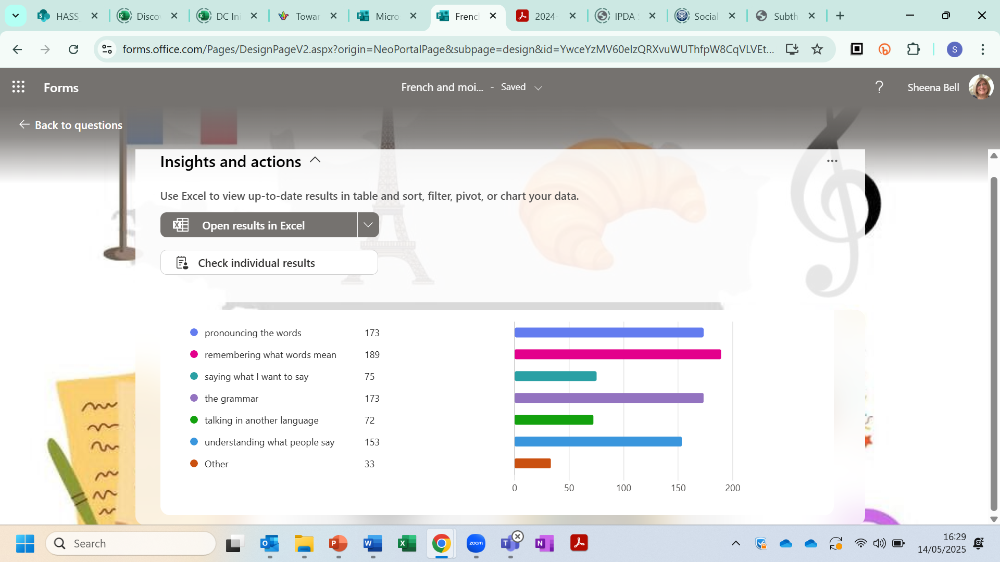 HASS_
Disco
DC Ini
Towar
Micro
Frenc
2024-
IPDA
Social
Subth
forms.office.com/Pages/DesignPageV2.aspx?origin=NeoPortalPage&subpage=design&id=YwceYzMV60elzQRXvuWUThfpW8CqVLVEt...
S
Forms
French and moi... - Saved
?
Sheena Bell
Back to questions
Insights and actions
Use Excel to view up-to-date results in table and sort, filter, pivot, or chart your data.
Open results in Excel
Check individual results
pronouncing the words 173
remembering what words mean 189
saying what I want to say 75
the grammar 173
talking in another language 72
understanding what people say 153
Other 33
0 50 100 150 200
Search
zoom
16:29
14/05/2025